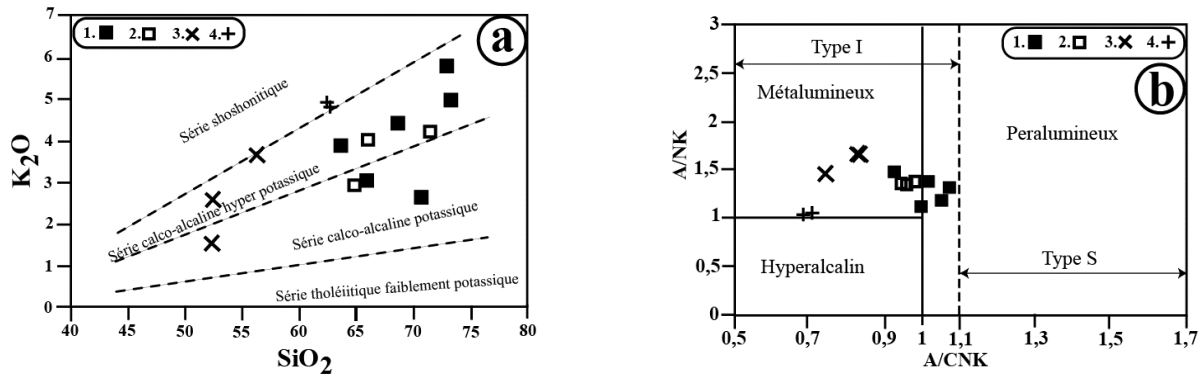 7
6
5
4
3
2
1
0
K₂O
1. 2. 3. 4.
a
Série shoshonitique
Série calco-alcaline hyper potassique
Série calco-alcaline potassique
Série tholéiitique faiblement potassique
40 45 50 55 60 65 70 75 80
SiO₂
3
2,5
2
1,5
1
0,5
0
A/NK
1. 2. 3. 4.
b
Type I
Métalumineux
Peralumineux
Hyperalcalin
Type S
0,5 0,7 0,9 1 1,1 1,3 1,5 1,7
A/CNK